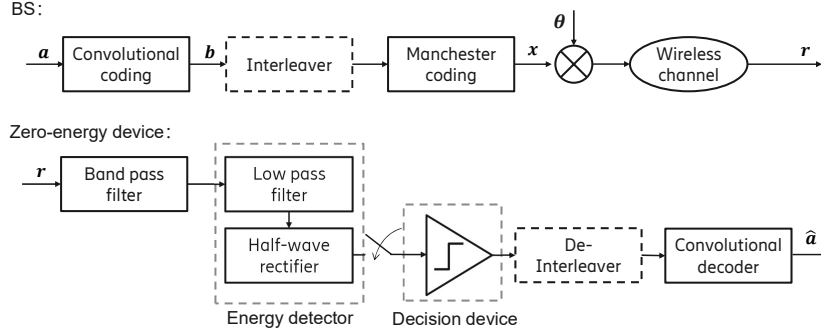 BS:
θ
a
Convolutional
coding
b
Interleaver
Manchester
coding
x
Wireless
channel
r
Zero-energy device:
r
Band pass
filter
Low pass
filter
Half-wave
rectifier
Energy detector
Decision device
De-
Interleaver
Convolutional
decoder
â